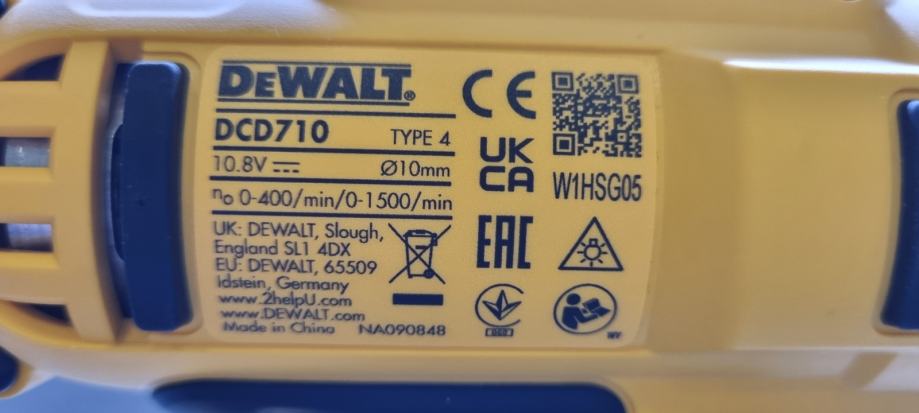 DEWALT®
DCD710 TYPE 4
10.8V Ø10mm
n₀ 0-400/min/0-1500/min
UK: DEWALT, Slough,
England SL1 4DX
EU: DEWALT, 65509
Idstein, Germany
www.2helpU.com
www.DEWALT.com
Made in China NA090848
CE
UK
CA
W1HSG05
EAC